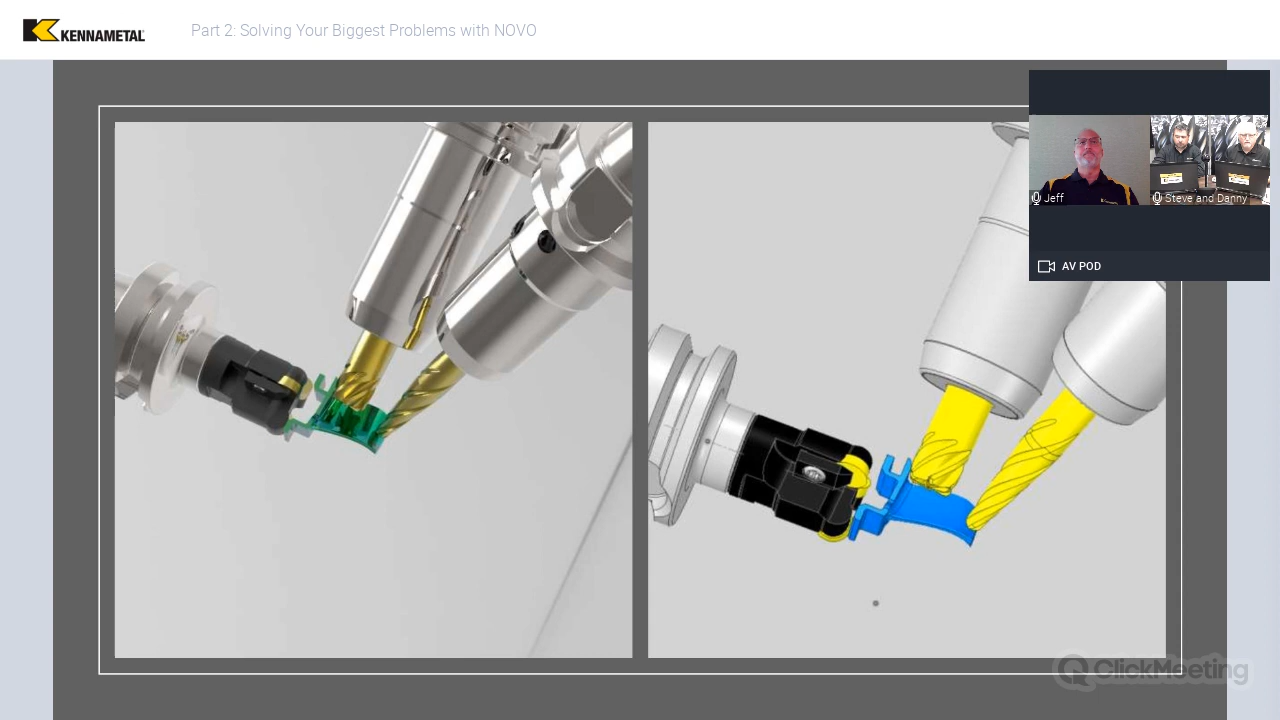 KENNAMETAL
Part 2: Solving Your Biggest Problems with NOVO
Jeff
Steve and Danny
AV POD
ClickMeeting